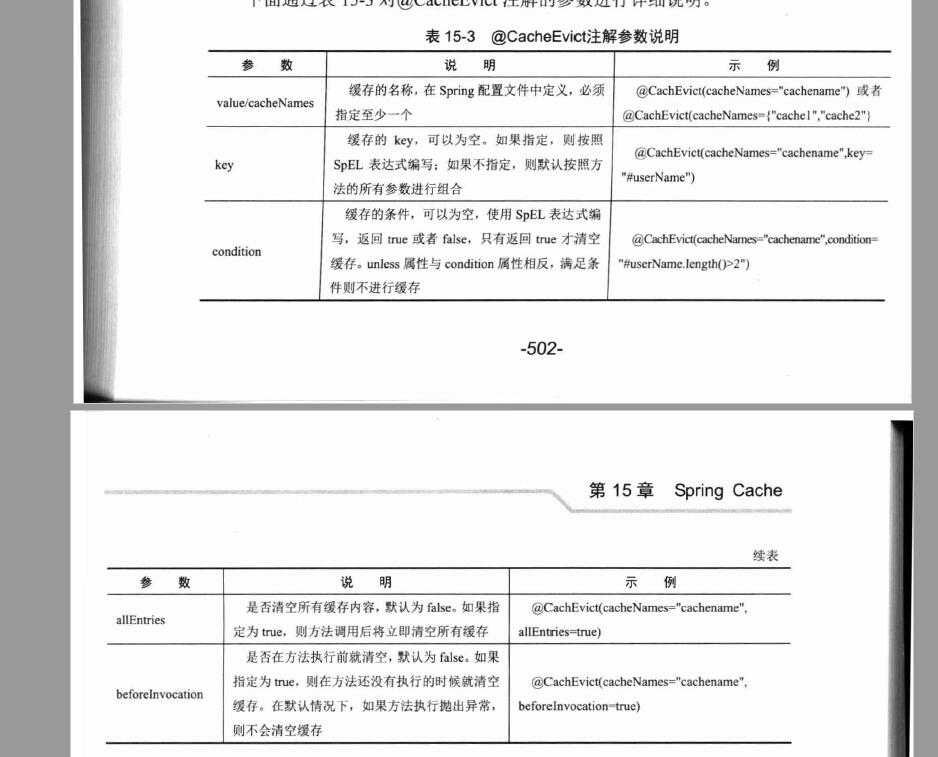 下面通过表 15-3 对@CacheEvict 注解的参数进行详细说明。
表 15-3 @CacheEvict注解参数说明
参 数 说 明 示 例
value/cacheNames
缓存的名称，在 Spring 配置文件中定义，必须
指定至少一个
@CachEvict(cacheNames="cachename") 或者
@CachEvict(cacheNames={"cache1","cache2"}
key
缓存的 key，可以为空。如果指定，则按照
SpEL 表达式编写；如果不指定，则默认按照方
法的所有参数进行组合
@CachEvict(cacheNames="cachename",key=
"#userName")
condition
缓存的条件，可以为空，使用 SpEL 表达式编
写，返回 true 或者 false，只有返回 true 才清空
缓存。unless 属性与 condition 属性相反，满足条
件则不进行缓存
@CachEvict(cacheNames="cachename",condition=
"#userName.length()>2")
-502-
第 15 章 Spring Cache
续表
参 数 说 明 示 例
allEntries
是否清空所有缓存内容，默认为 false。如果指
定为 true，则方法调用后将立即清空所有缓存
@CachEvict(cacheNames="cachename",
allEntries=true)
beforeInvocation
是否在方法执行前就清空，默认为 false。如果
指定为 true，则在方法还没有执行的时候就清空
缓存。在默认情况下，如果方法执行抛出异常，
则不会清空缓存
@CachEvict(cacheNames="cachename",
beforeInvocation=true)